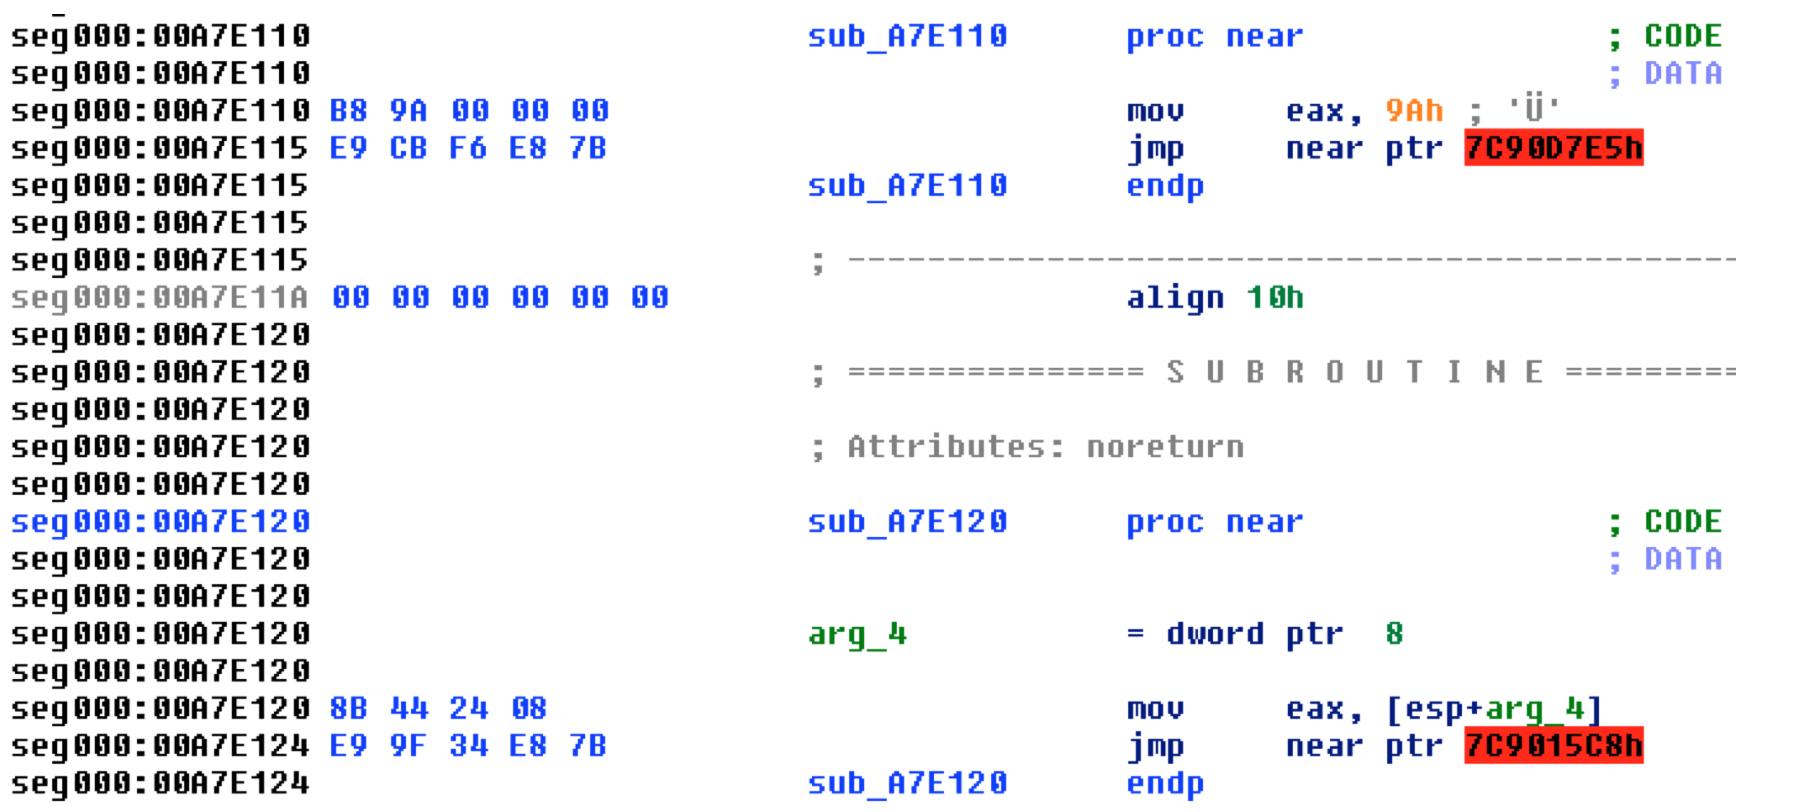 seg000:00A7E110 sub_A7E110 proc near ; CODE
seg000:00A7E110 ; DATA
seg000:00A7E110 B8 9A 00 00 00 mov eax, 9Ah ; 'Ü'
seg000:00A7E115 E9 CB F6 E8 7B jmp near ptr 7C90D7E5h
seg000:00A7E115 sub_A7E110 endp
seg000:00A7E115
seg000:00A7E115 ; ---------------------------------------------
seg000:00A7E11A 00 00 00 00 00 00 align 10h
seg000:00A7E120
seg000:00A7E120 ; =============== S U B R O U T I N E =========
seg000:00A7E120
seg000:00A7E120 ; Attributes: noreturn
seg000:00A7E120
seg000:00A7E120 sub_A7E120 proc near ; CODE
seg000:00A7E120 ; DATA
seg000:00A7E120
seg000:00A7E120 arg_4 = dword ptr 8
seg000:00A7E120
seg000:00A7E120 8B 44 24 08 mov eax, [esp+arg_4]
seg000:00A7E124 E9 9F 34 E8 7B jmp near ptr 7C9015C8h
seg000:00A7E124 sub_A7E120 endp